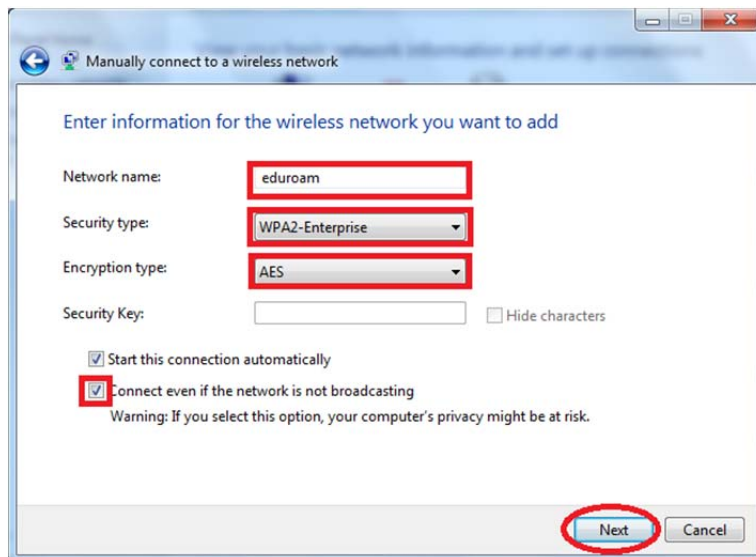 Manually connect to a wireless network
Enter information for the wireless network you want to add
Network name: eduroam
Security type: WPA2-Enterprise
Encryption type: AES
Security Key: Hide characters
Start this connection automatically
Connect even if the network is not broadcasting
Warning: If you select this option, your computer's privacy might be at risk.
Next Cancel